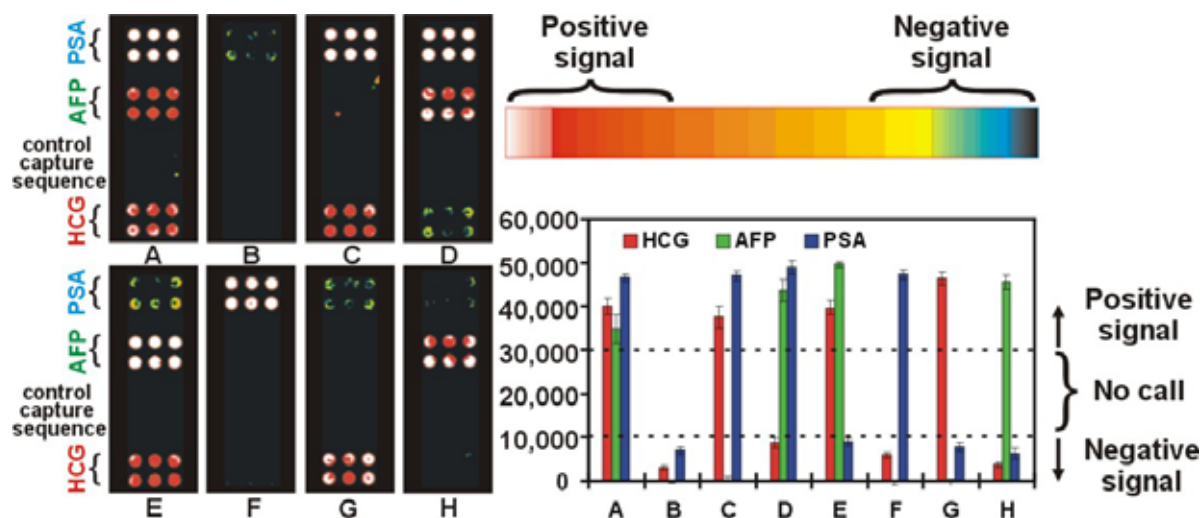 PSA
AFP
control
capture
sequence
HCG
A
B
C
D
Positive
signal
Negative
signal
PSA
AFP
control
capture
sequence
HCG
E
F
G
H
60,000
50,000
40,000
30,000
20,000
10,000
0
HCG AFP PSA
A B C D E F G H
Positive
signal
No call
Negative
signal